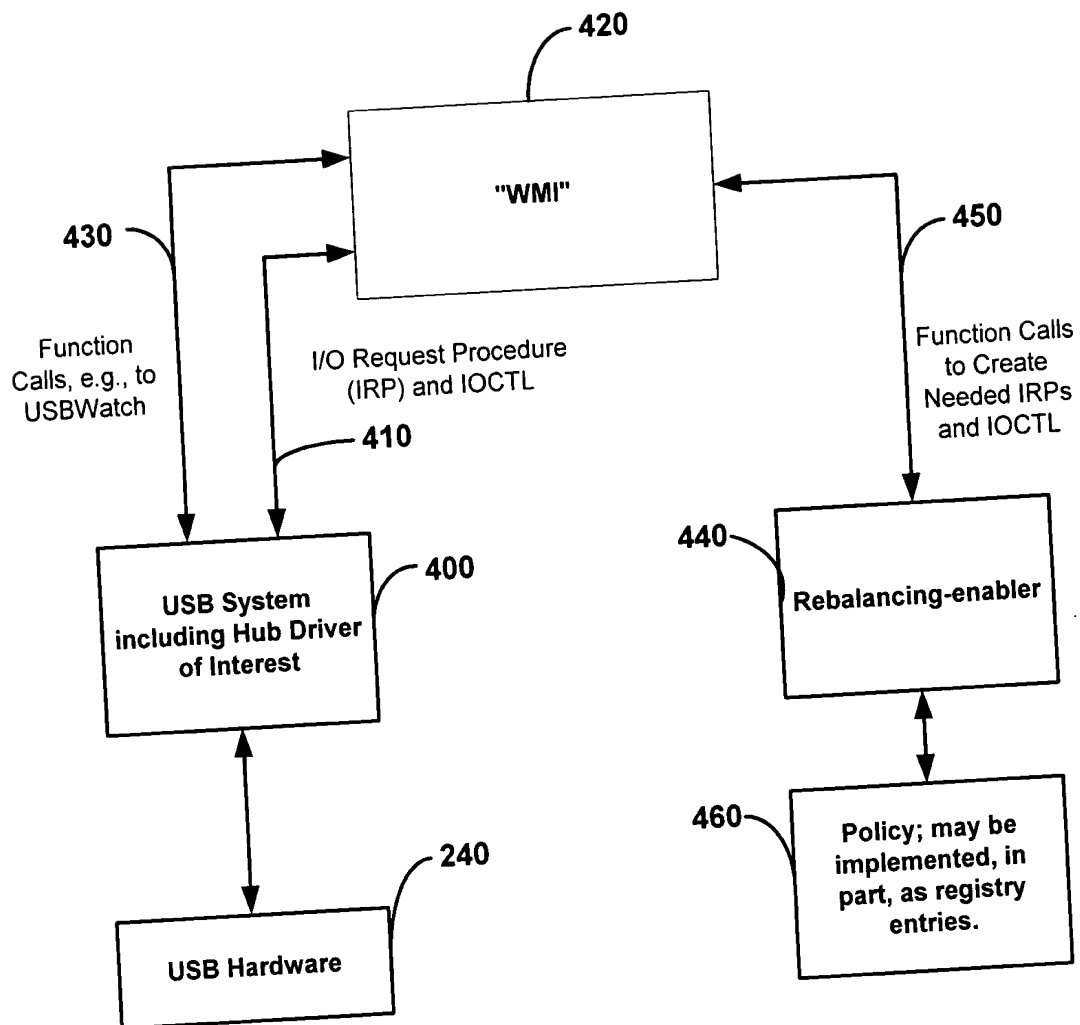 420
"WMI"
430
450
Function
Calls, e.g., to
USBWatch
I/O Request Procedure
(IRP) and IOCTL
410
Function Calls
to Create
Needed IRPs
and IOCTL
USB System
including Hub Driver
of Interest
400
440
Rebalancing-enabler
240
USB Hardware
460
Policy; may be
implemented, in
part, as registry
entries.